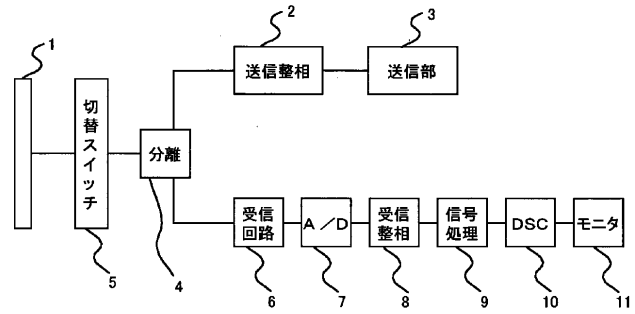 2
3
1
送信整相
送信部
切替スイッチ
分離
受信
回路
A/D
受信
整相
信号
処理
DSC
モニタ
5
4
6
7
8
9
10
11